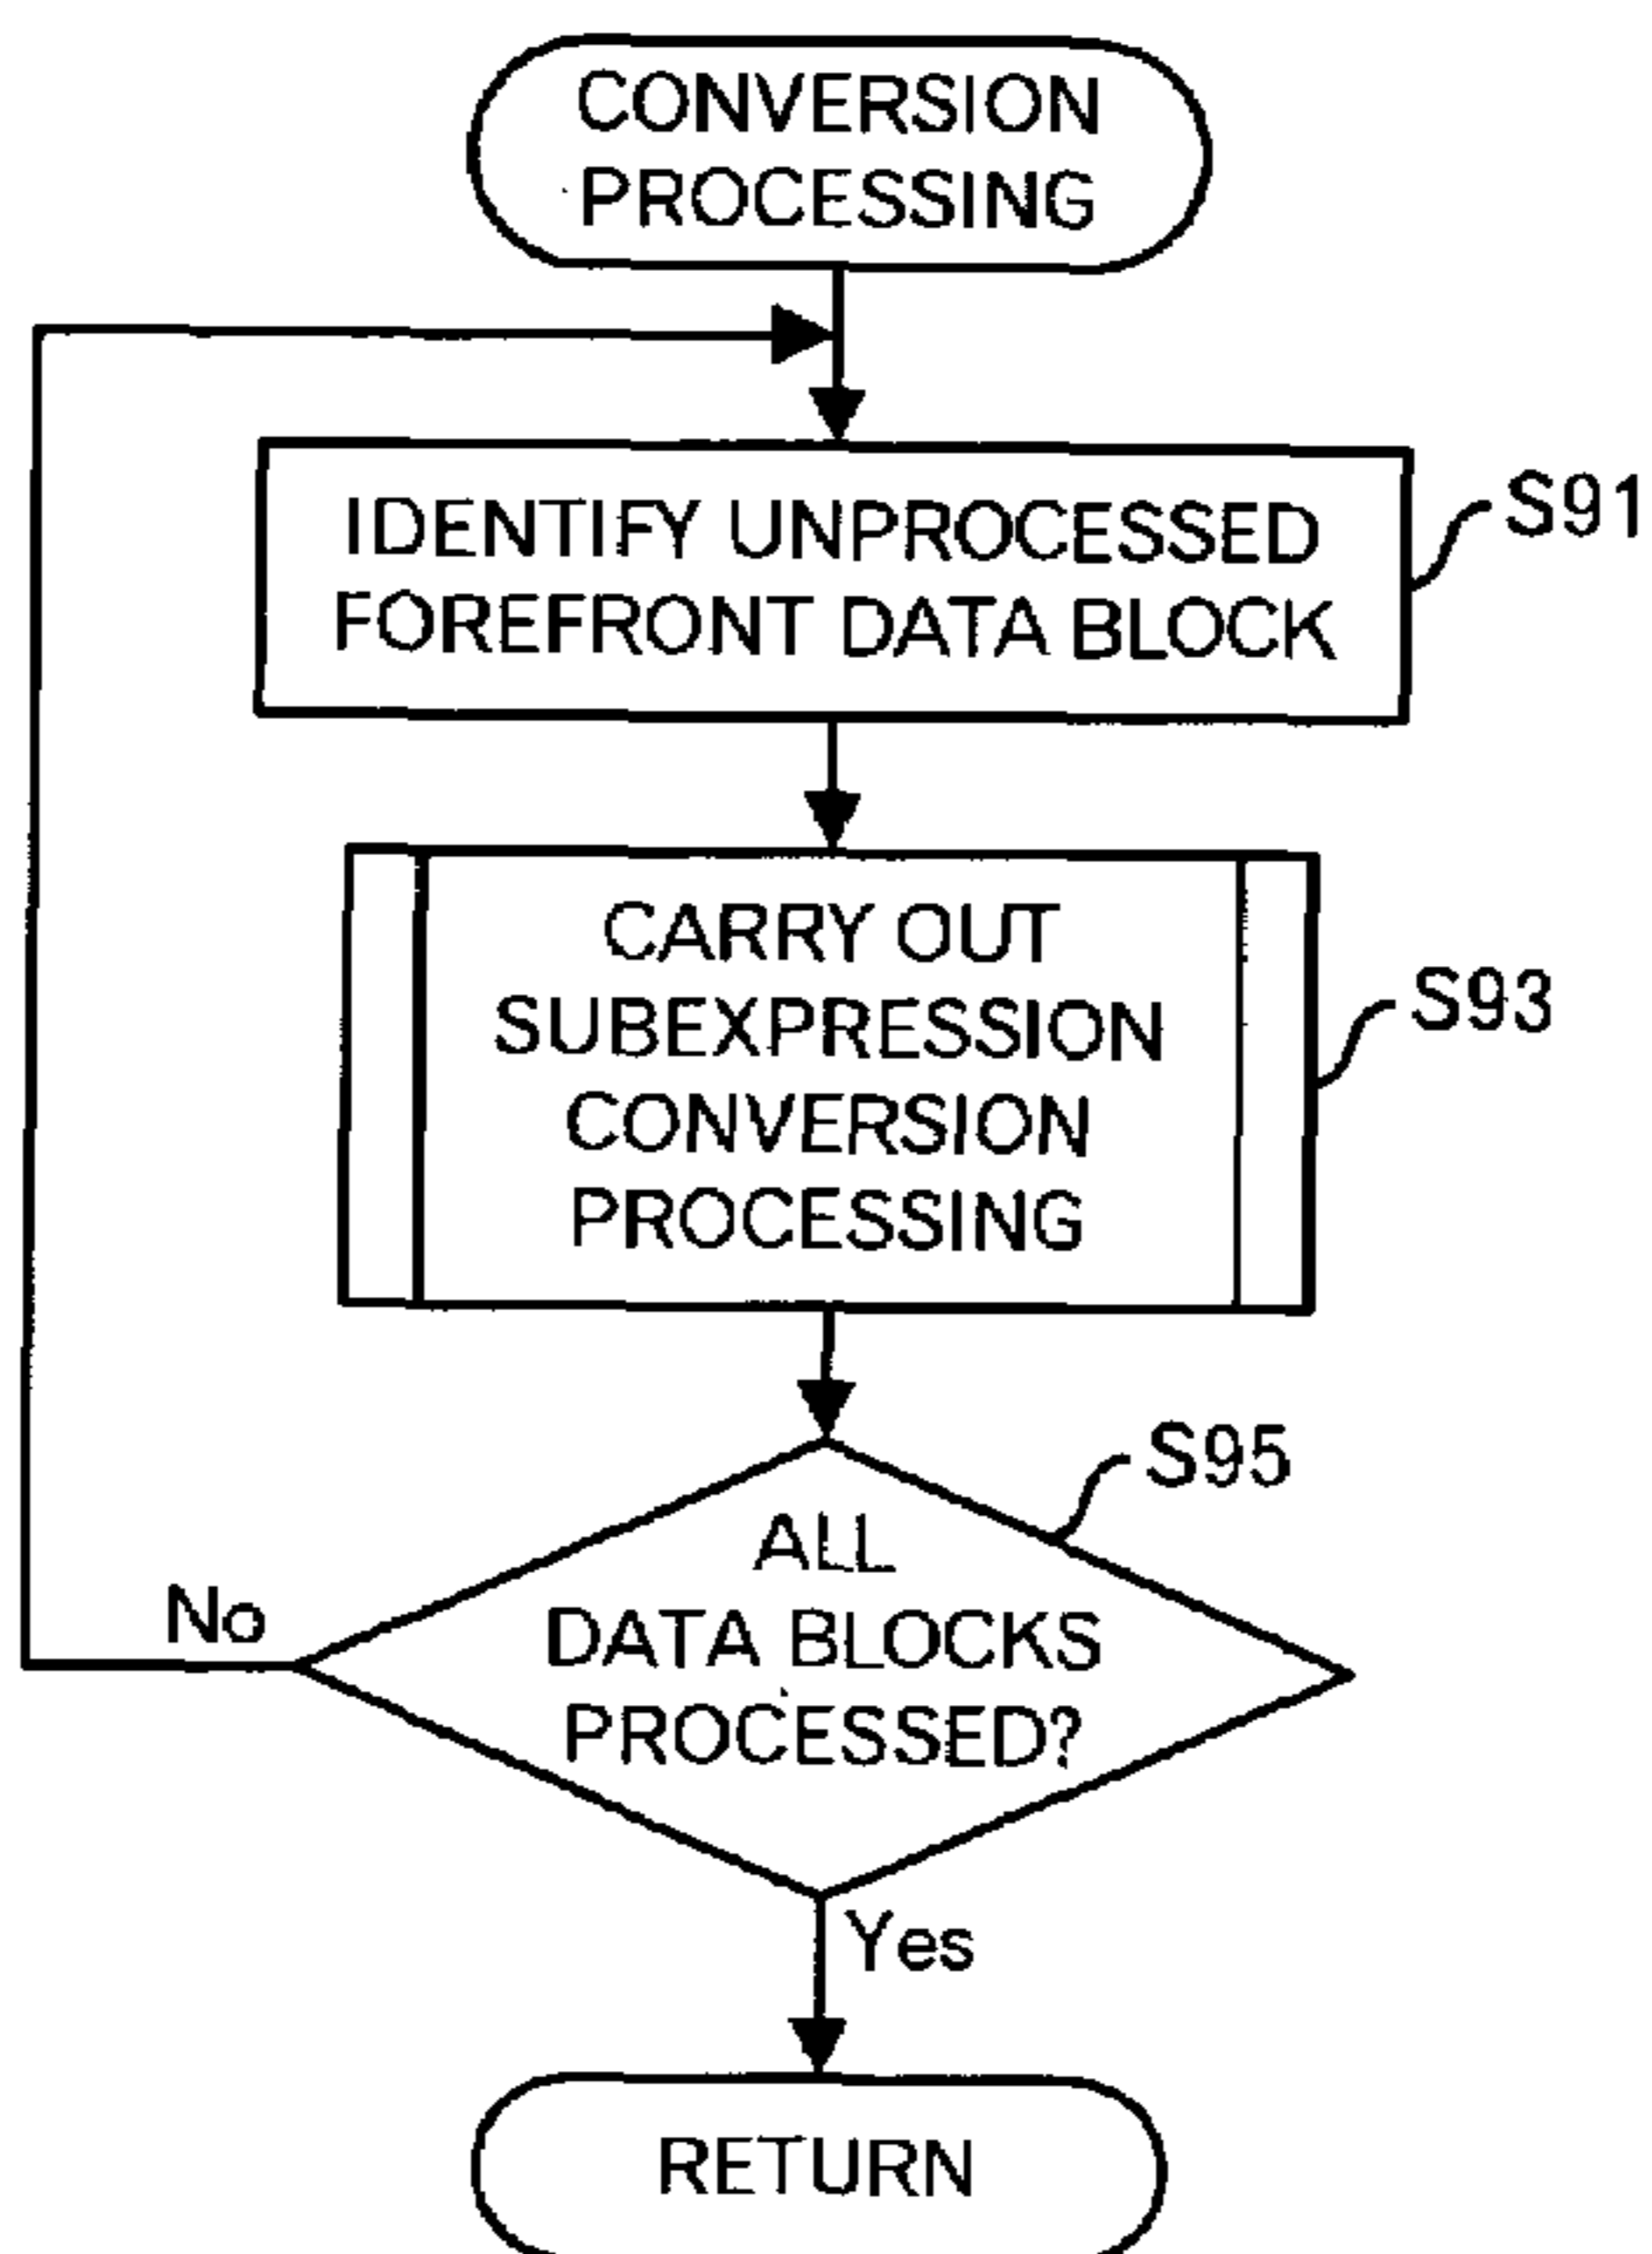 CONVERSION
PROCESSING
IDENTIFY UNPROCESSED
FOREFRONT DATA BLOCK
S91
CARRY OUT
SUBEXPRESSION
CONVERSION
PROCESSING
S93
S95
ALL
DATA BLOCKS
PROCESSED?
No
Yes
RETURN